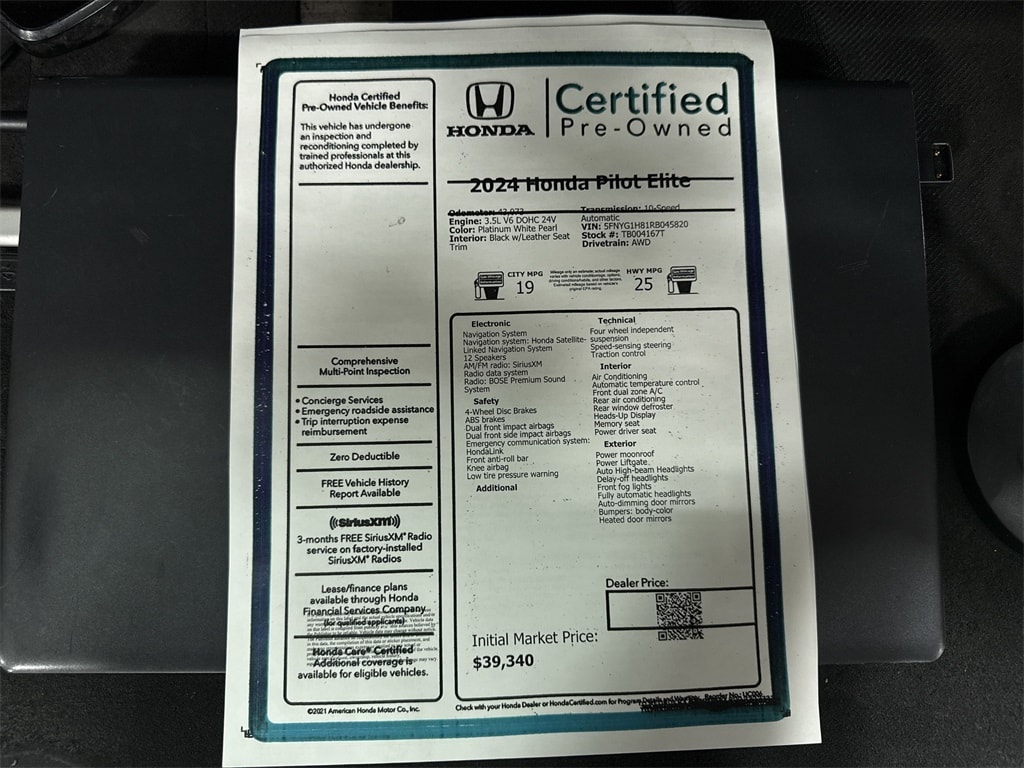 Honda Certified
Pre-Owned Vehicle Benefits:
This vehicle has undergone
an inspection and
reconditioning completed by
trained professionals at this
authorized Honda dealership.
Comprehensive
Multi-Point Inspection
• Concierge Services
• Emergency roadside assistance
• Trip interruption expense
reimbursement
Zero Deductible
FREE Vehicle History
Report Available
((SiriusXM))
3-months FREE SiriusXM® Radio
service on factory-installed
SiriusXM® Radios
Lease/finance plans
available through Honda
Financial Services Company
(for qualified applicants)
Honda Care® Certified
Additional coverage is
available for eligible vehicles.
©2021 American Honda Motor Co., Inc.
HONDA
Certified
Pre-Owned
2024 Honda Pilot Elite
Odometer: 43,073
Engine: 3.5L V6 DOHC 24V
Color: Platinum White Pearl
Interior: Black w/Leather Seat
Trim
Transmission: 10-Speed
Automatic
VIN: 5FNYG1H81RB045820
Stock #: TB004167T
Drivetrain: AWD
CITY MPG
19
HWY MPG
25
Electronic
Navigation System
Navigation system: Honda Satellite-
Linked Navigation System
12 Speakers
AM/FM radio: SiriusXM
Radio data system
Radio: BOSE Premium Sound
System
Safety
4-Wheel Disc Brakes
ABS brakes
Dual front impact airbags
Dual front side impact airbags
Emergency communication system:
HondaLink
Front anti-roll bar
Knee airbag
Low tire pressure warning
Additional
Technical
Four wheel independent
suspension
Speed-sensing steering
Traction control
Interior
Air Conditioning
Automatic temperature control
Front dual zone A/C
Rear air conditioning
Rear window defroster
Heads-Up Display
Memory seat
Power driver seat
Exterior
Power moonroof
Power Liftgate
Auto High-beam Headlights
Delay-off headlights
Front fog lights
Fully automatic headlights
Auto-dimming door mirrors
Bumpers: body-color
Heated door mirrors
Dealer Price:
Initial Market Price:
$39,340
Check with your Honda Dealer or HondaCertified.com for Program Details and Warranty. Reorder No.: UC006